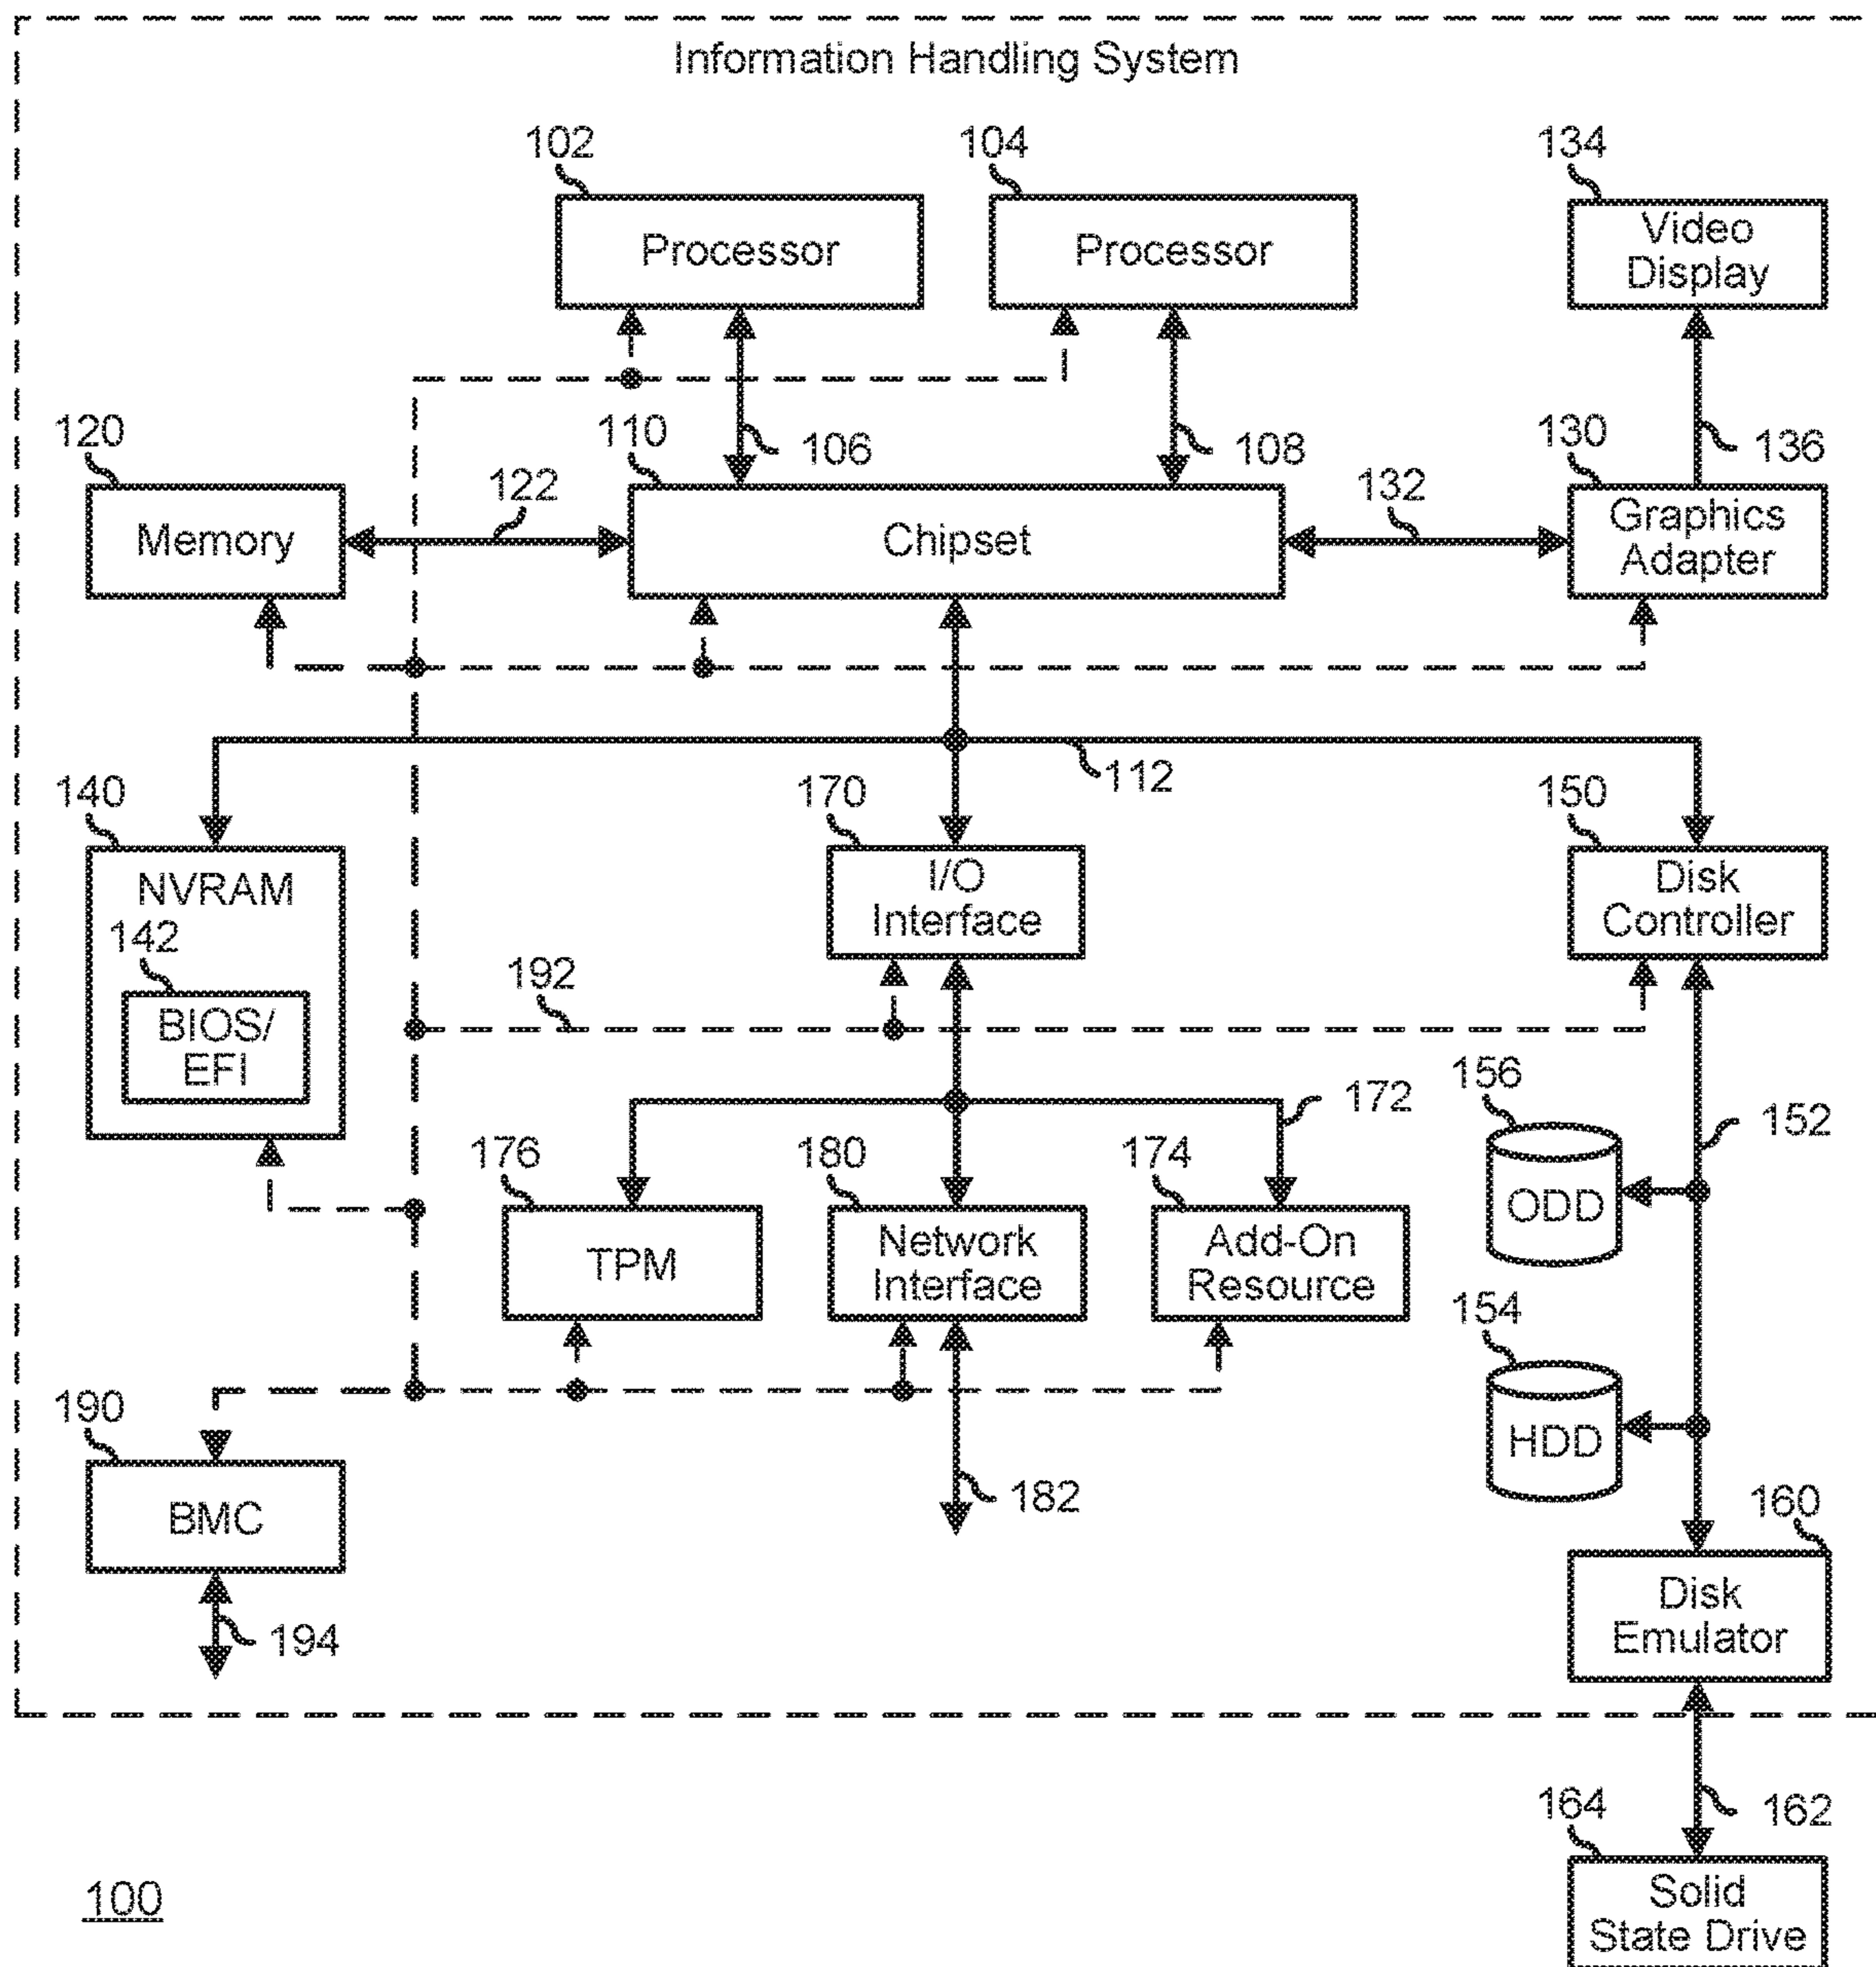 Information Handling System
102
104
134
Processor
Processor
Video
Display
120
110
106
108
130
136
122
132
Memory
Chipset
Graphics
Adapter
112
140
170
150
NVRAM
I/O
Interface
Disk
Controller
142
192
BIOS/
EFI
156
172
152
176
180
174
ODD
TPM
Network
Interface
Add-On
Resource
154
190
HDD
182
160
BMC
Disk
Emulator
194
164
162
100
Solid
State Drive